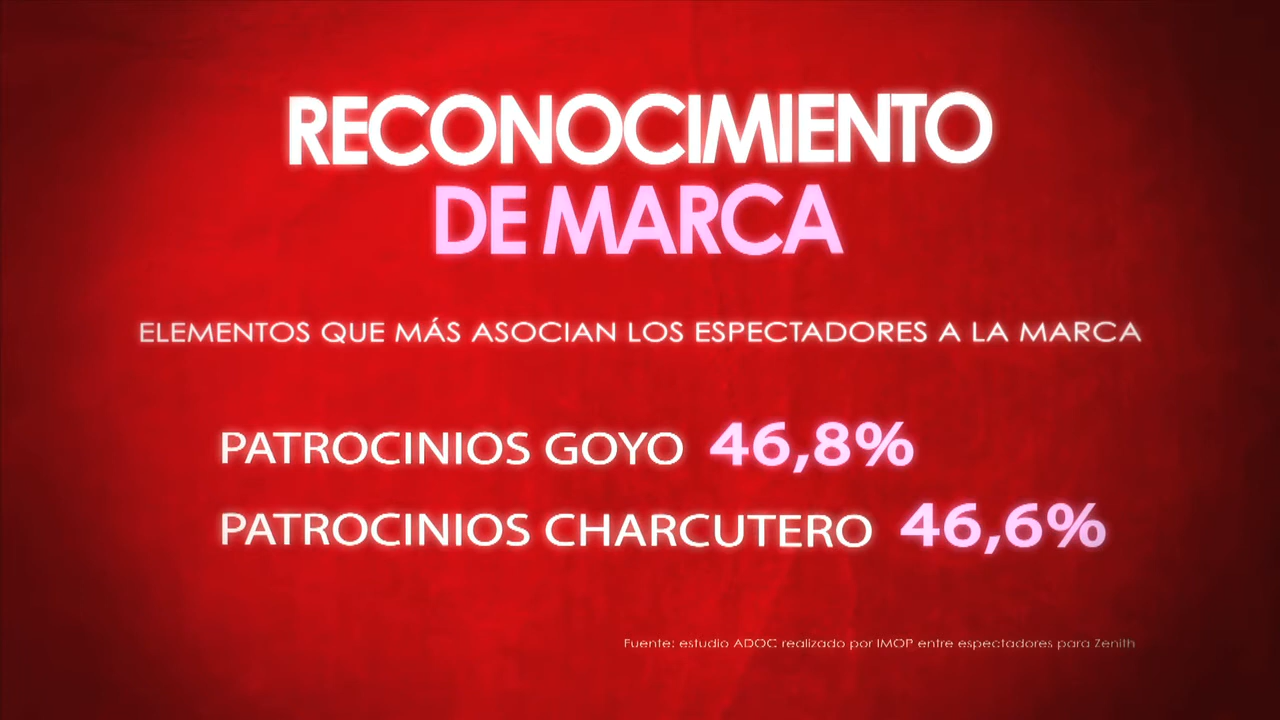 RECONOCIMIENTO
DE MARCA
ELEMENTOS QUE MÁS ASOCIAN LOS ESPECTADORES A LA MARCA
PATROCINIOS GOYO 46,8%
PATROCINIOS CHARCUTERO 46,6%
Fuente: estudio ADOC realizado por IMOP entre espectadores para Zenith